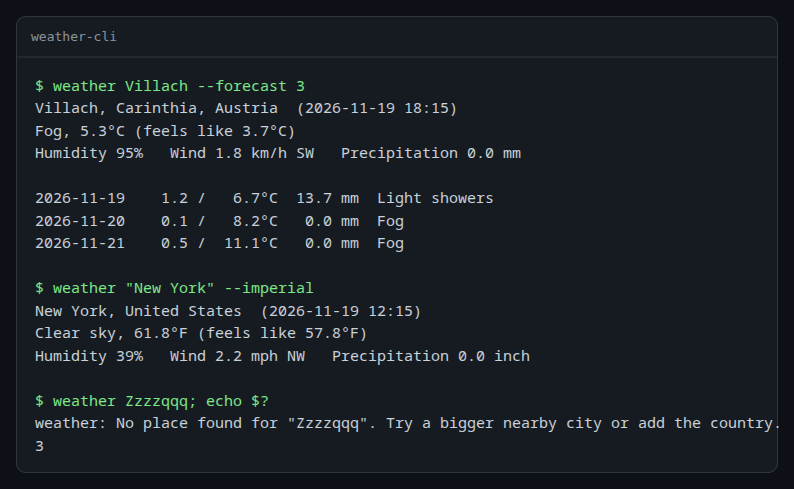 weather-cli
$ weather Villach --forecast 3
Villach, Carinthia, Austria  (2026-11-19 18:15)
Fog, 5.3°C (feels like 3.7°C)
Humidity 95%   Wind 1.8 km/h SW   Precipitation 0.0 mm
2026-11-19    1.2 /   6.7°C  13.7 mm  Light showers
2026-11-20    0.1 /   8.2°C   0.0 mm  Fog
2026-11-21    0.5 /  11.1°C   0.0 mm  Fog
$ weather "New York" --imperial
New York, United States  (2026-11-19 12:15)
Clear sky, 61.8°F (feels like 57.8°F)
Humidity 39%   Wind 2.2 mph NW   Precipitation 0.0 inch
$ weather Zzzzqqq; echo $?
weather: No place found for "Zzzzqqq". Try a bigger nearby city or add the country.
3